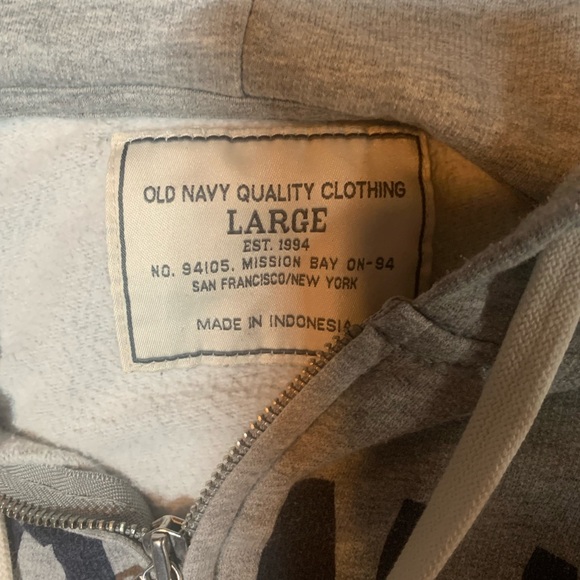 OLD NAVY QUALITY CLOTHING
LARGE
EST. 1994
NO. 94105. MISSION BAY ON-94
SAN FRANCISCO/NEW YORK
MADE IN INDONESIA